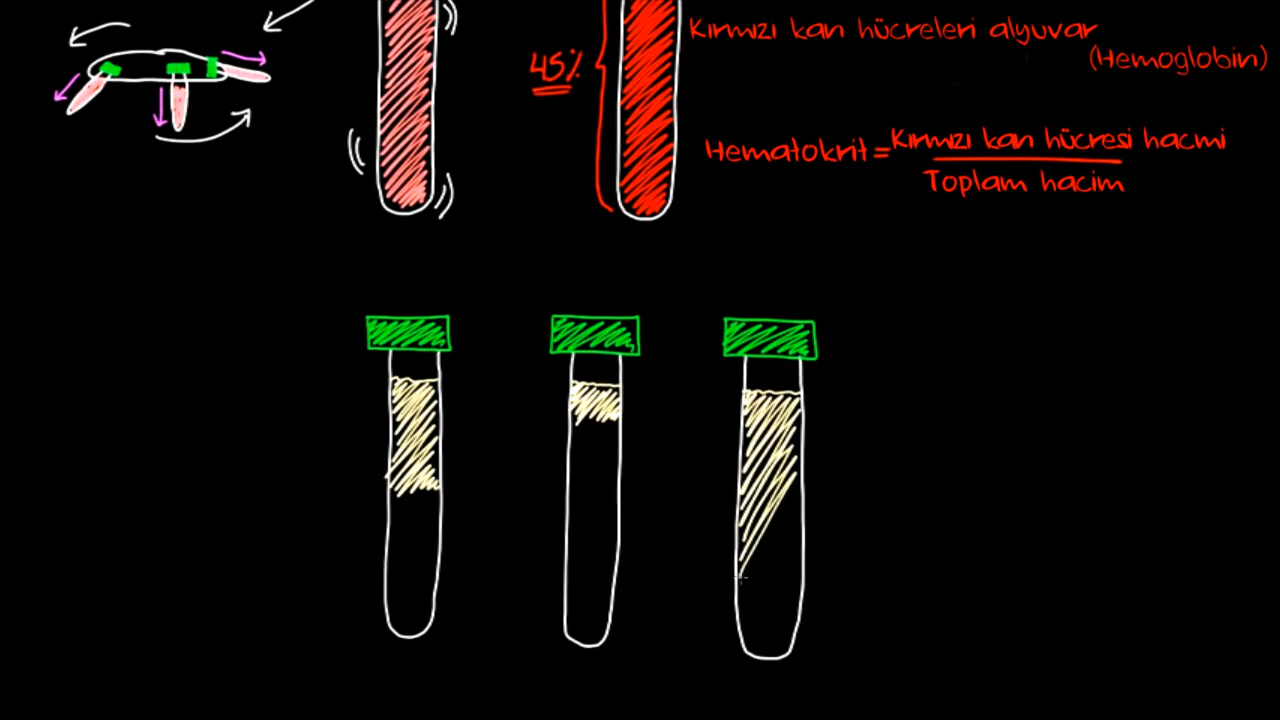 Kırmızı kan hücreleri alyuvar
(Hemoglobin)
45%
Hematokrit = Kırmızı kan hücresi hacmi
Toplam hacim